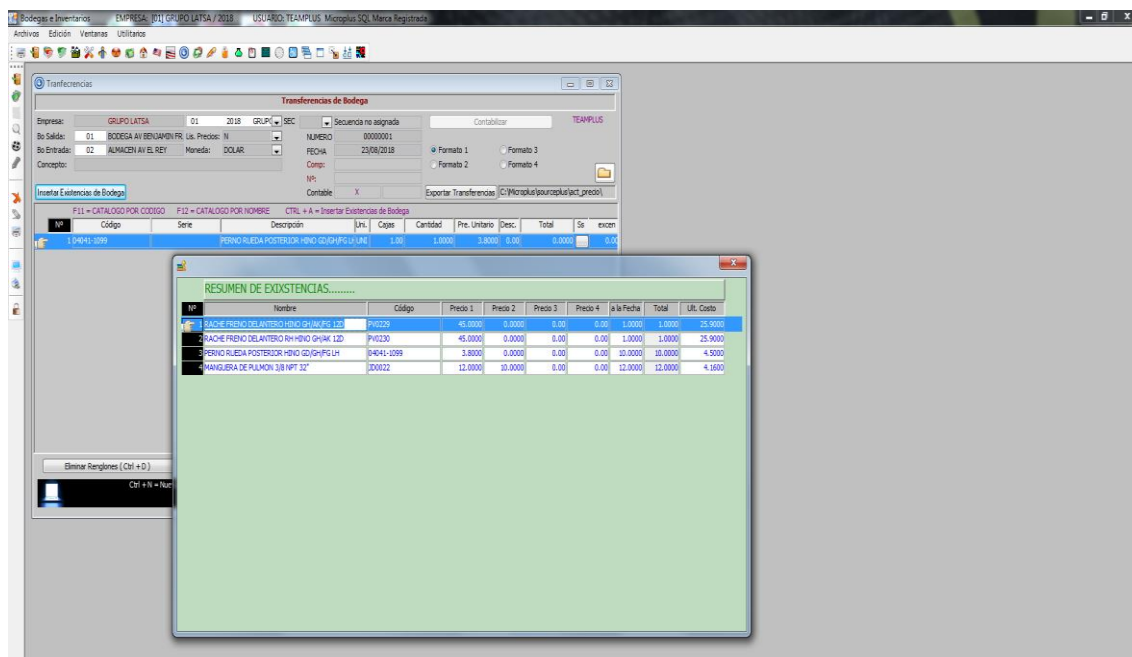 Bodegas e Inventarios EMPRESA: [01] GRUPO LATSA / 2018 USUARIO: TEAMPLUS Microplus SQL Marca Registrada
Archivos Edición Ventanas Utilitarios
Tranfecrencias
Transferencias de Bodega
Empresa: GRUPO LATSA 01 2018 GRUPO SEC Secuencia no asignada Contabilizar TEAMPLUS
Bo Salida: 01 BODEGA AV BENJAMIN FR Lis. Precios: N NUMERO 00000001
Bo Entrada: 02 ALMACEN AV EL REY Moneda: DOLAR FECHA 23/08/2018 Formato 1 Formato 3
Concepto: Comp: Formato 2 Formato 4
Nº:
Insertar Existencias de Bodega Contable X Exportar Transferencias C:\Microplus\sourceplus\act_precio\
F11 = CATALOGO POR CODIGO F12 = CATALOGO POR NOMBRE CTRL + A = Insertar Existencias de Bodega
Nº Código Serie Descripción Uni. Cajas Cantidad Pre. Unitario Desc. Total Ss excen
1 04041-1099 PERNO RUEDA POSTERIOR HINO GD/GH/FG LH UNI 1.00 1.0000 3.8000 0.00 0.0000 0.00
RESUMEN DE EXIXSTENCIAS.........
Nº Nombre Código Precio 1 Precio 2 Precio 3 Precio 4 a la Fecha Total Ult. Costo
1 RACHE FRENO DELANTERO HINO GH/AK/FG 12D PV0229 45.0000 0.0000 0.00 0.00 1.0000 1.0000 25.9000
2 RACHE FRENO DELANTERO RH HINO GH/AK 12D PV0230 45.0000 0.0000 0.00 0.00 1.0000 1.0000 25.9000
3 PERNO RUEDA POSTERIOR HINO GD/GH/FG LH 04041-1099 3.8000 0.0000 0.00 0.00 10.0000 10.0000 4.5000
4 MANGUERA DE PULMON 3/8 NPT 32" JD0022 12.0000 10.0000 0.00 0.00 12.0000 12.0000 4.1600
Eliminar Renglones ( Ctrl + D )
Ctrl + N = Nue